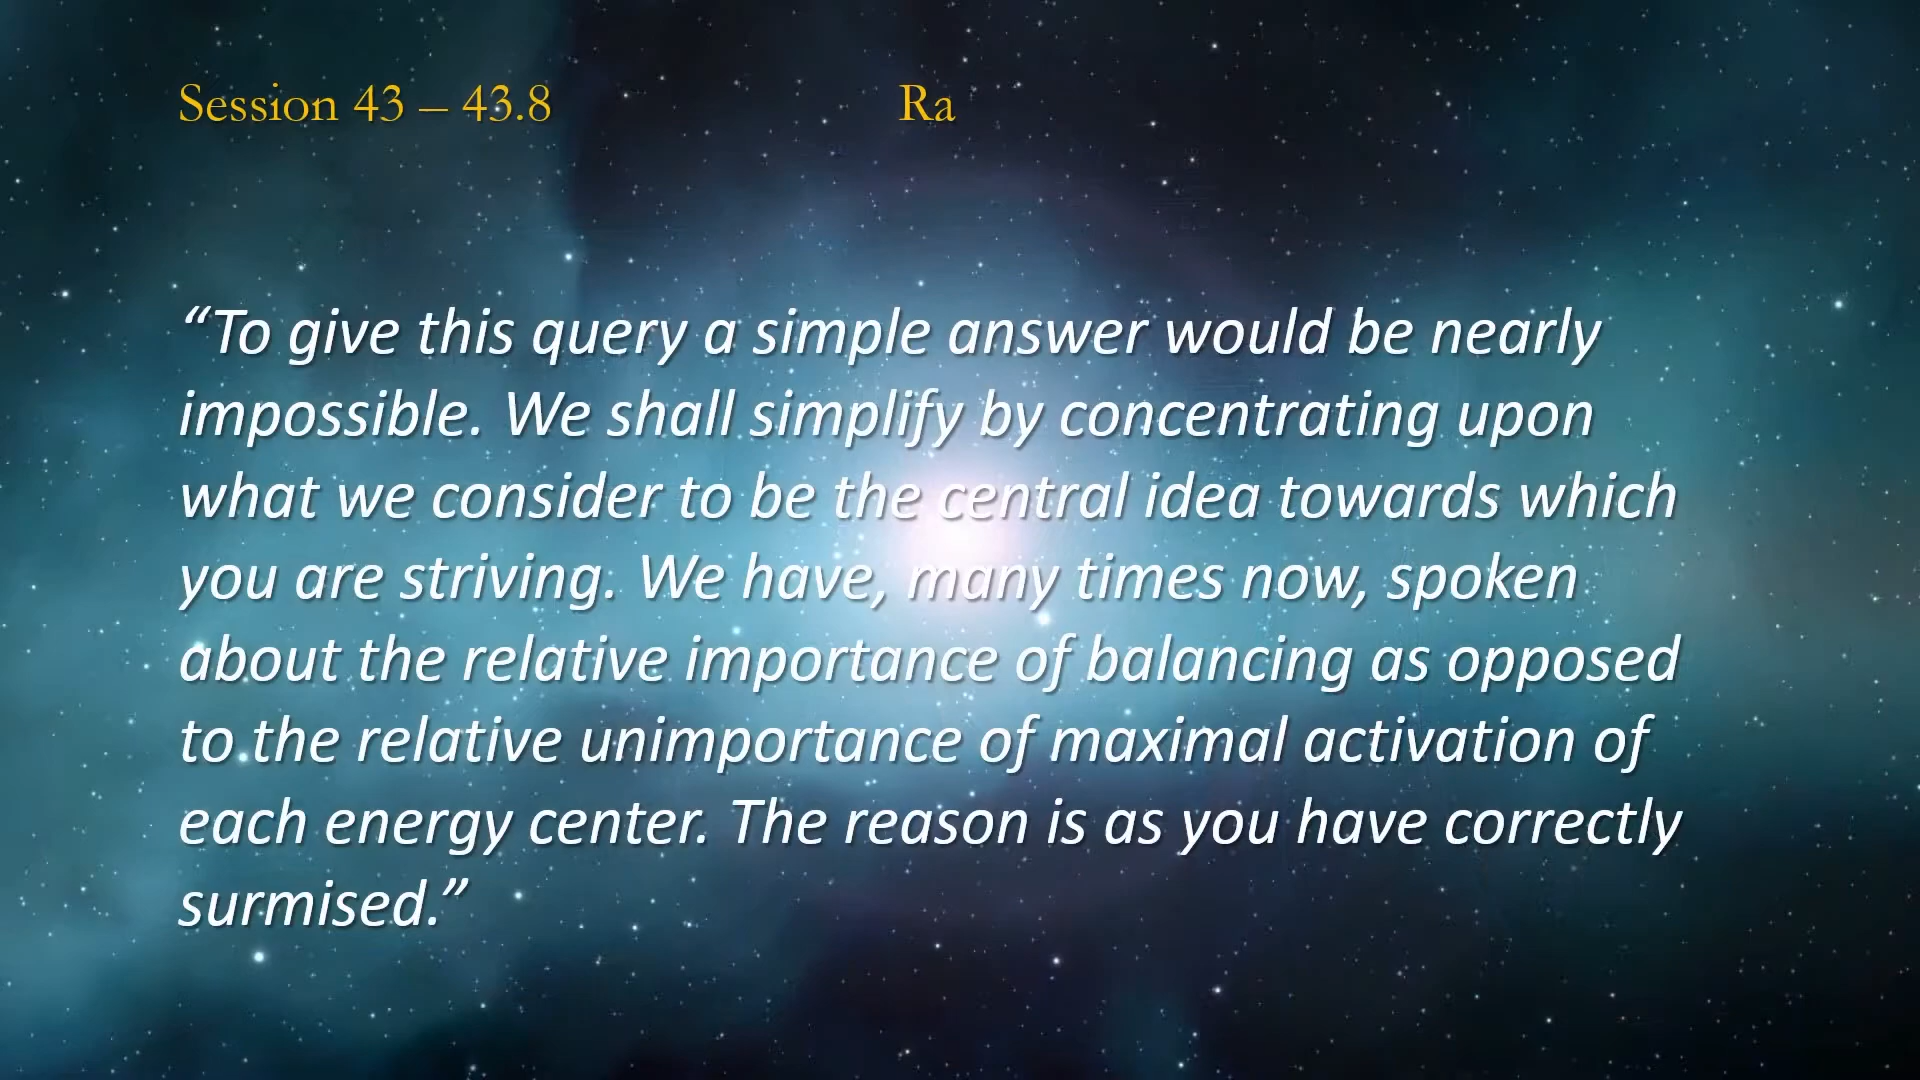 Session 43 – 43.8
Ra
“To give this query a simple answer would be nearly
impossible. We shall simplify by concentrating upon
what we consider to be the central idea towards which
you are striving. We have, many times now, spoken
about the relative importance of balancing as opposed
to the relative unimportance of maximal activation of
each energy center. The reason is as you have correctly
surmised.”